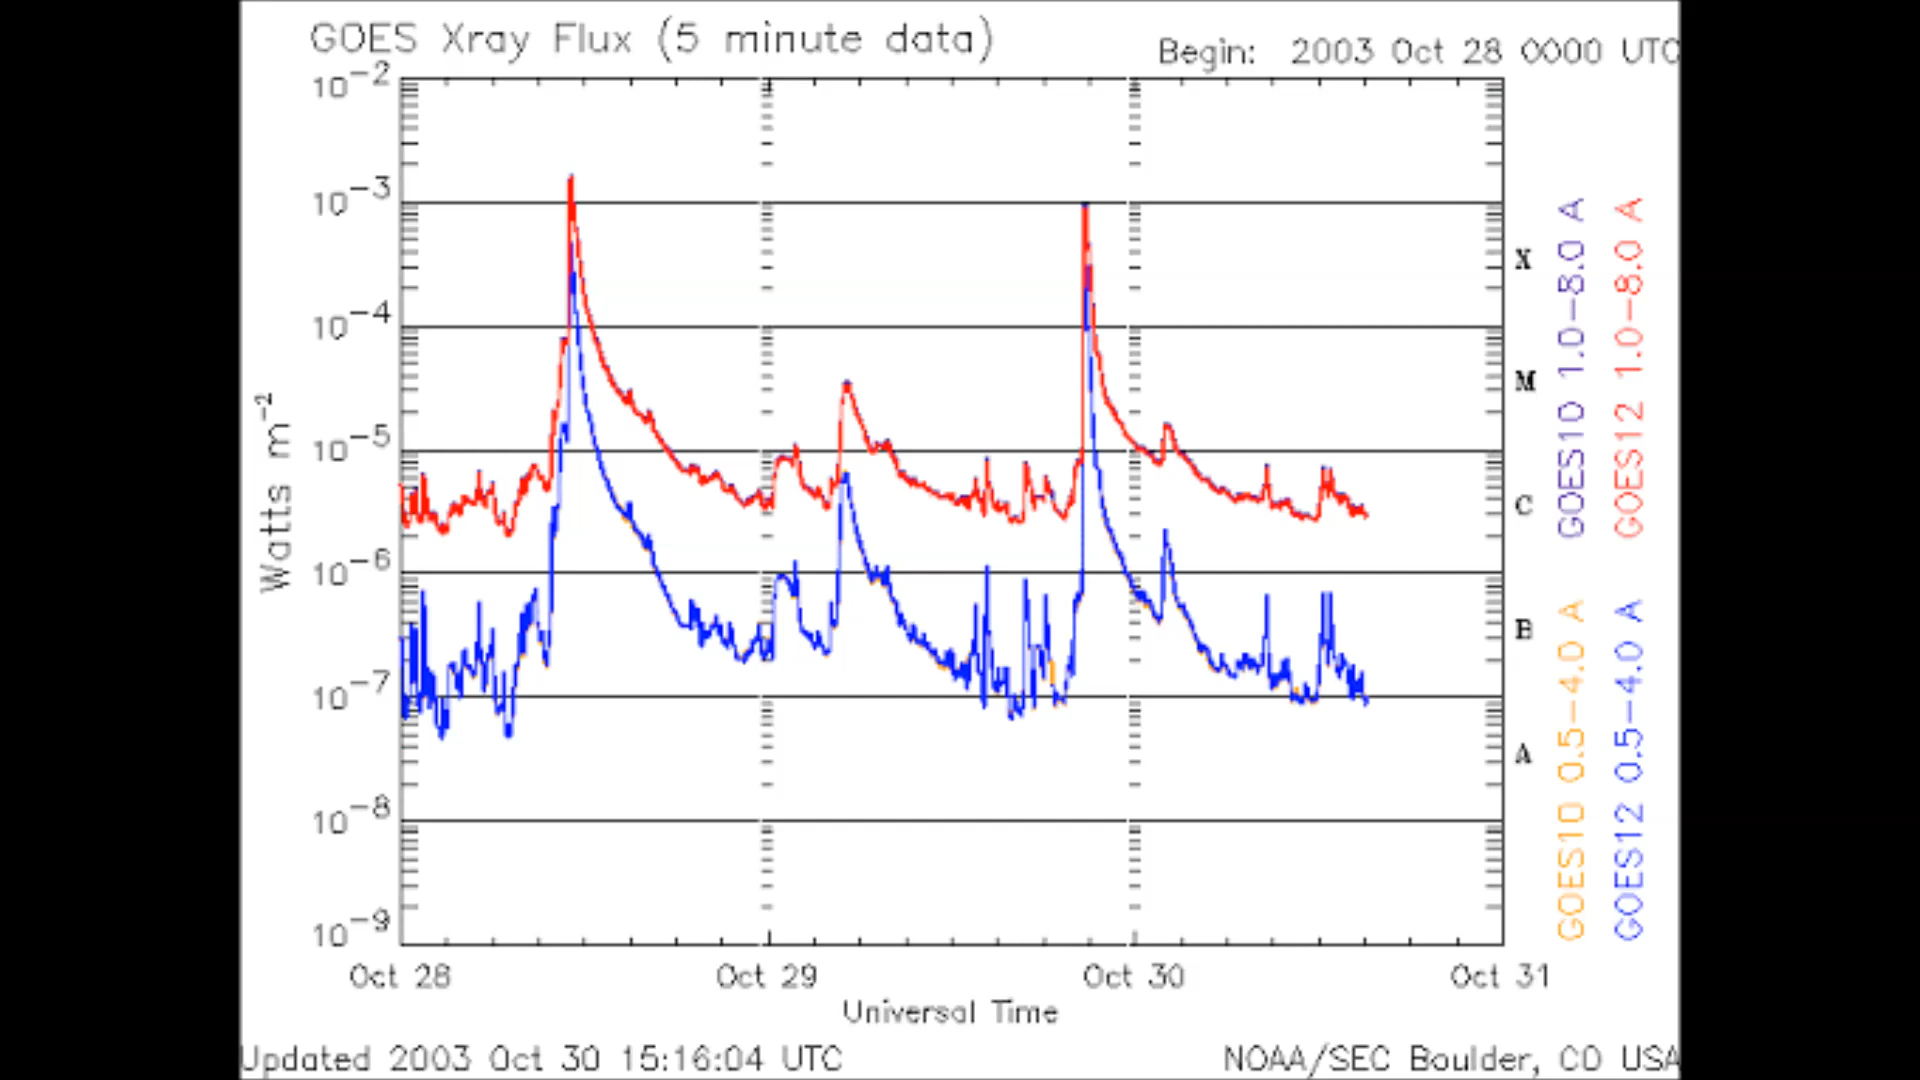 GOES Xray Flux (5 minute data)
Begin: 2003 Oct 28 0000 UTC
10−2
10−3
10−4
10−5
10−6
10−7
10−8
10−9
Watts m−2
X
M
C
B
A
GOES10 1.0−8.0 A
GOES12 1.0−8.0 A
GOES10 0.5−4.0 A
GOES12 0.5−4.0 A
Oct 28 Oct 29 Oct 30 Oct 31
Universal Time
Updated 2003 Oct 30 15:16:04 UTC
NOAA/SEC Boulder, CO USA